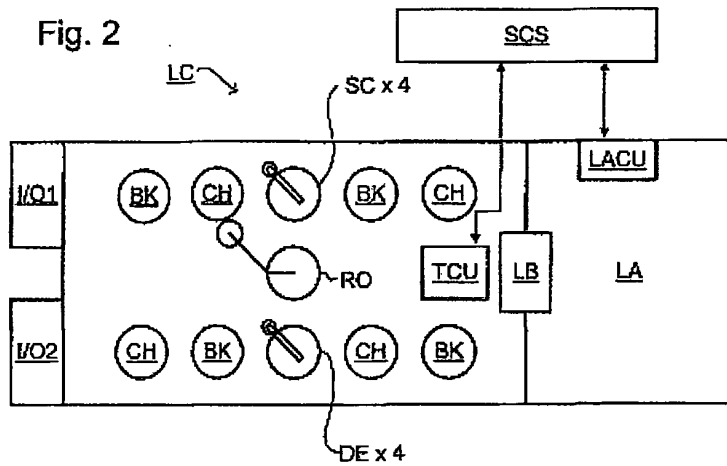 Fig. 2
SCS
LC
SC x 4
LACU
I/O1
BK
CH
BK
CH
RO
TCU
LB
LA
I/O2
CH
BK
CH
BK
DE x 4